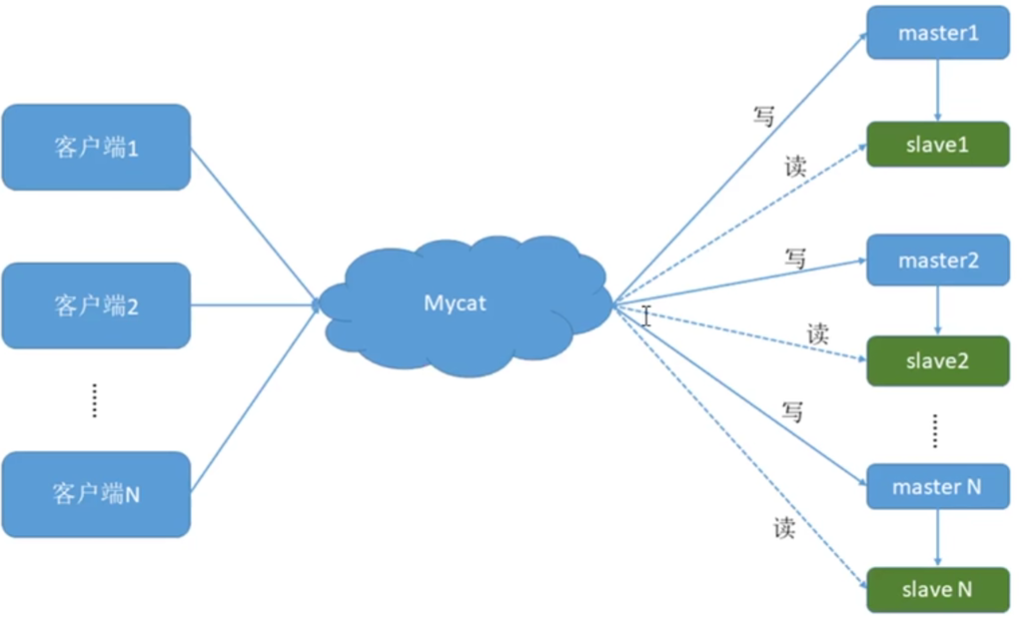 客户端1
客户端2
客户端N
Mycat
写
读
写
读
写
读
master1
slave1
master2
slave2
master N
slave N